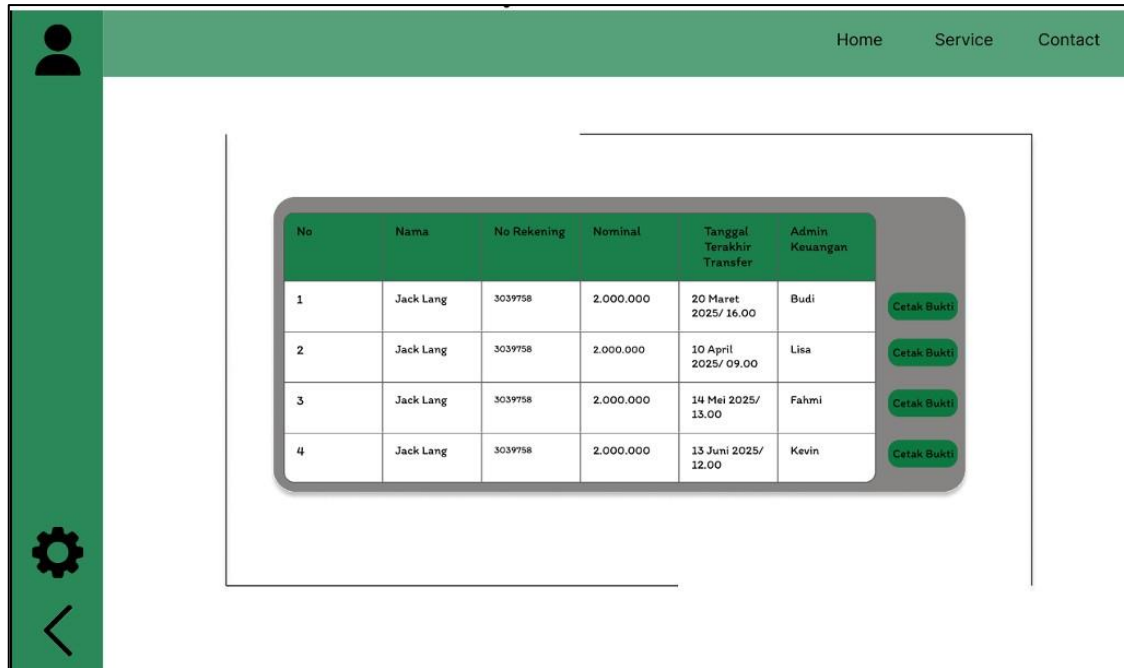 Home Service Contact
No Nama No Rekening Nominal Tanggal Terakhir Transfer Admin Keuangan
1 Jack Lang 3039758 2.000.000 20 Maret 2025/ 16.00 Budi Cetak Bukti
2 Jack Lang 3039758 2.000.000 10 April 2025/ 09.00 Lisa Cetak Bukti
3 Jack Lang 3039758 2.000.000 14 Mei 2025/ 13.00 Fahmi Cetak Bukti
4 Jack Lang 3039758 2.000.000 13 Juni 2025/ 12.00 Kevin Cetak Bukti